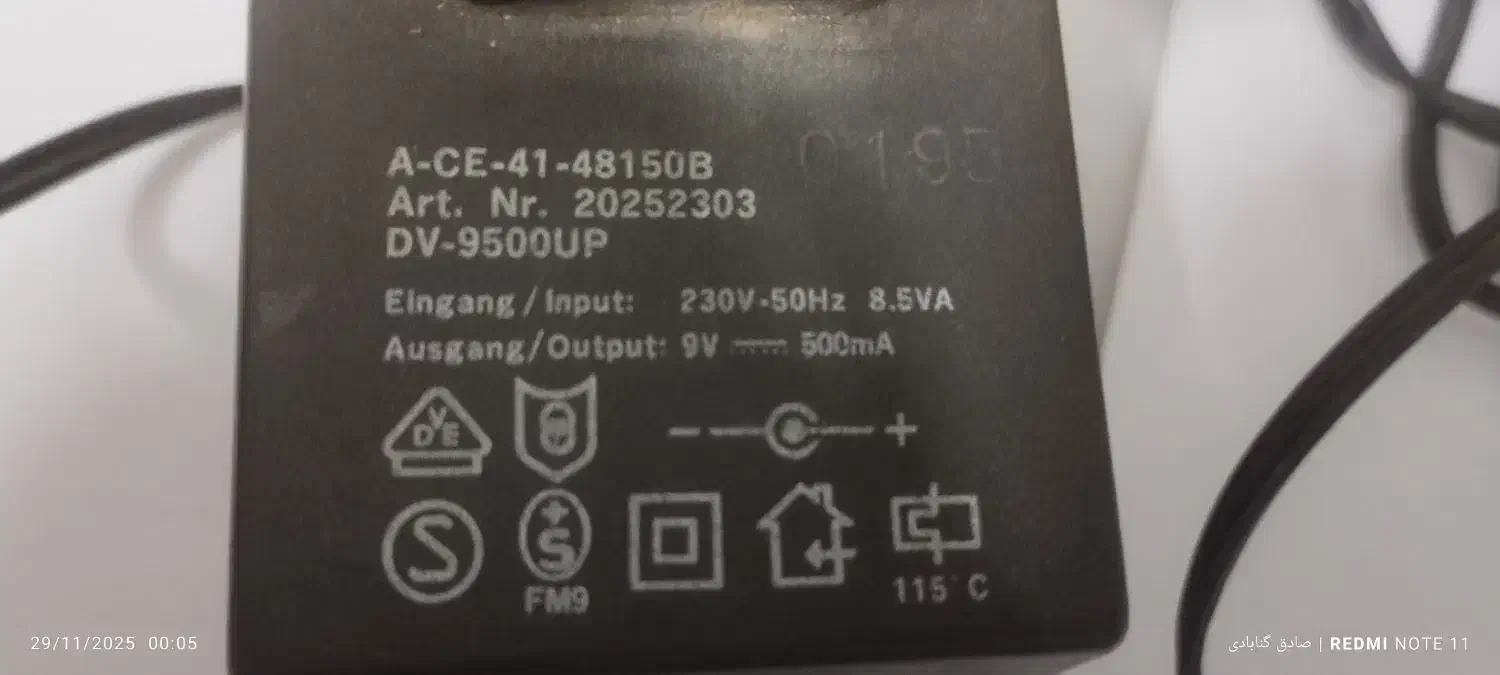 0195
A-CE-41-48150B
Art. Nr. 20252303
DV-9500UP
Eingang / Input: 230V-50Hz 8.5VA
Ausgang/Output: 9V 500mA
VDE
- +
S
+S
FM9
115°C
29/11/2025 00:05
صادق گنابادی | REDMI NOTE 11